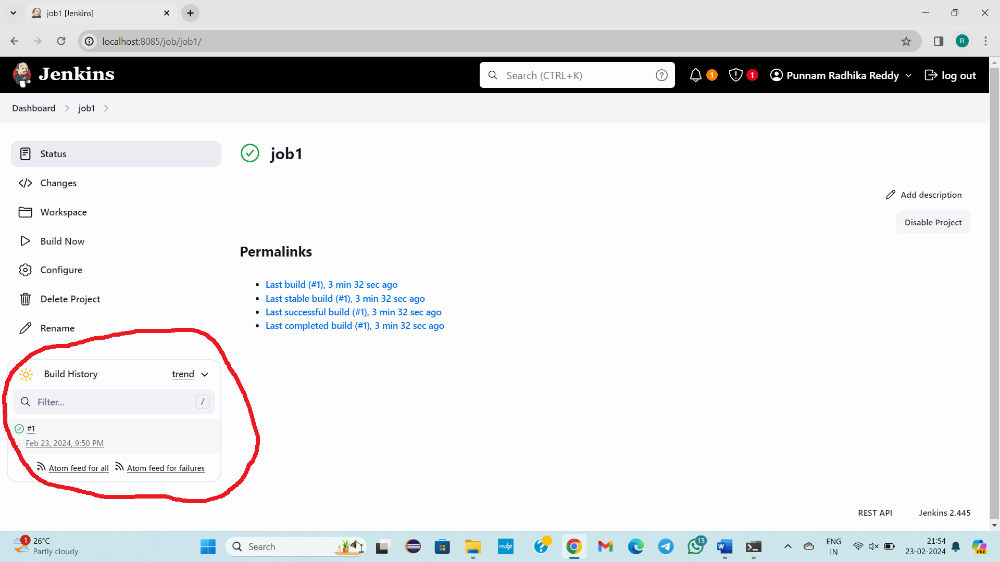 job1 [Jenkins]
localhost:8085/job/job1/
R
Jenkins
Search (CTRL+K)
?
1
1
Punnam Radhika Reddy
log out
Dashboard
job1
Status
Changes
Workspace
Build Now
Configure
Delete Project
Rename
job1
Add description
Disable Project
Permalinks
Last build (#1), 3 min 32 sec ago
Last stable build (#1), 3 min 32 sec ago
Last successful build (#1), 3 min 32 sec ago
Last completed build (#1), 3 min 32 sec ago
Build History
trend
Filter...
/
#1
Feb 23, 2024, 9:50 PM
Atom feed for all
Atom feed for failures
REST API
Jenkins 2.445
1
26°C
Partly cloudy
Search
myhp
?
13
W
ENG
IN
21:54
23-02-2024
PRE